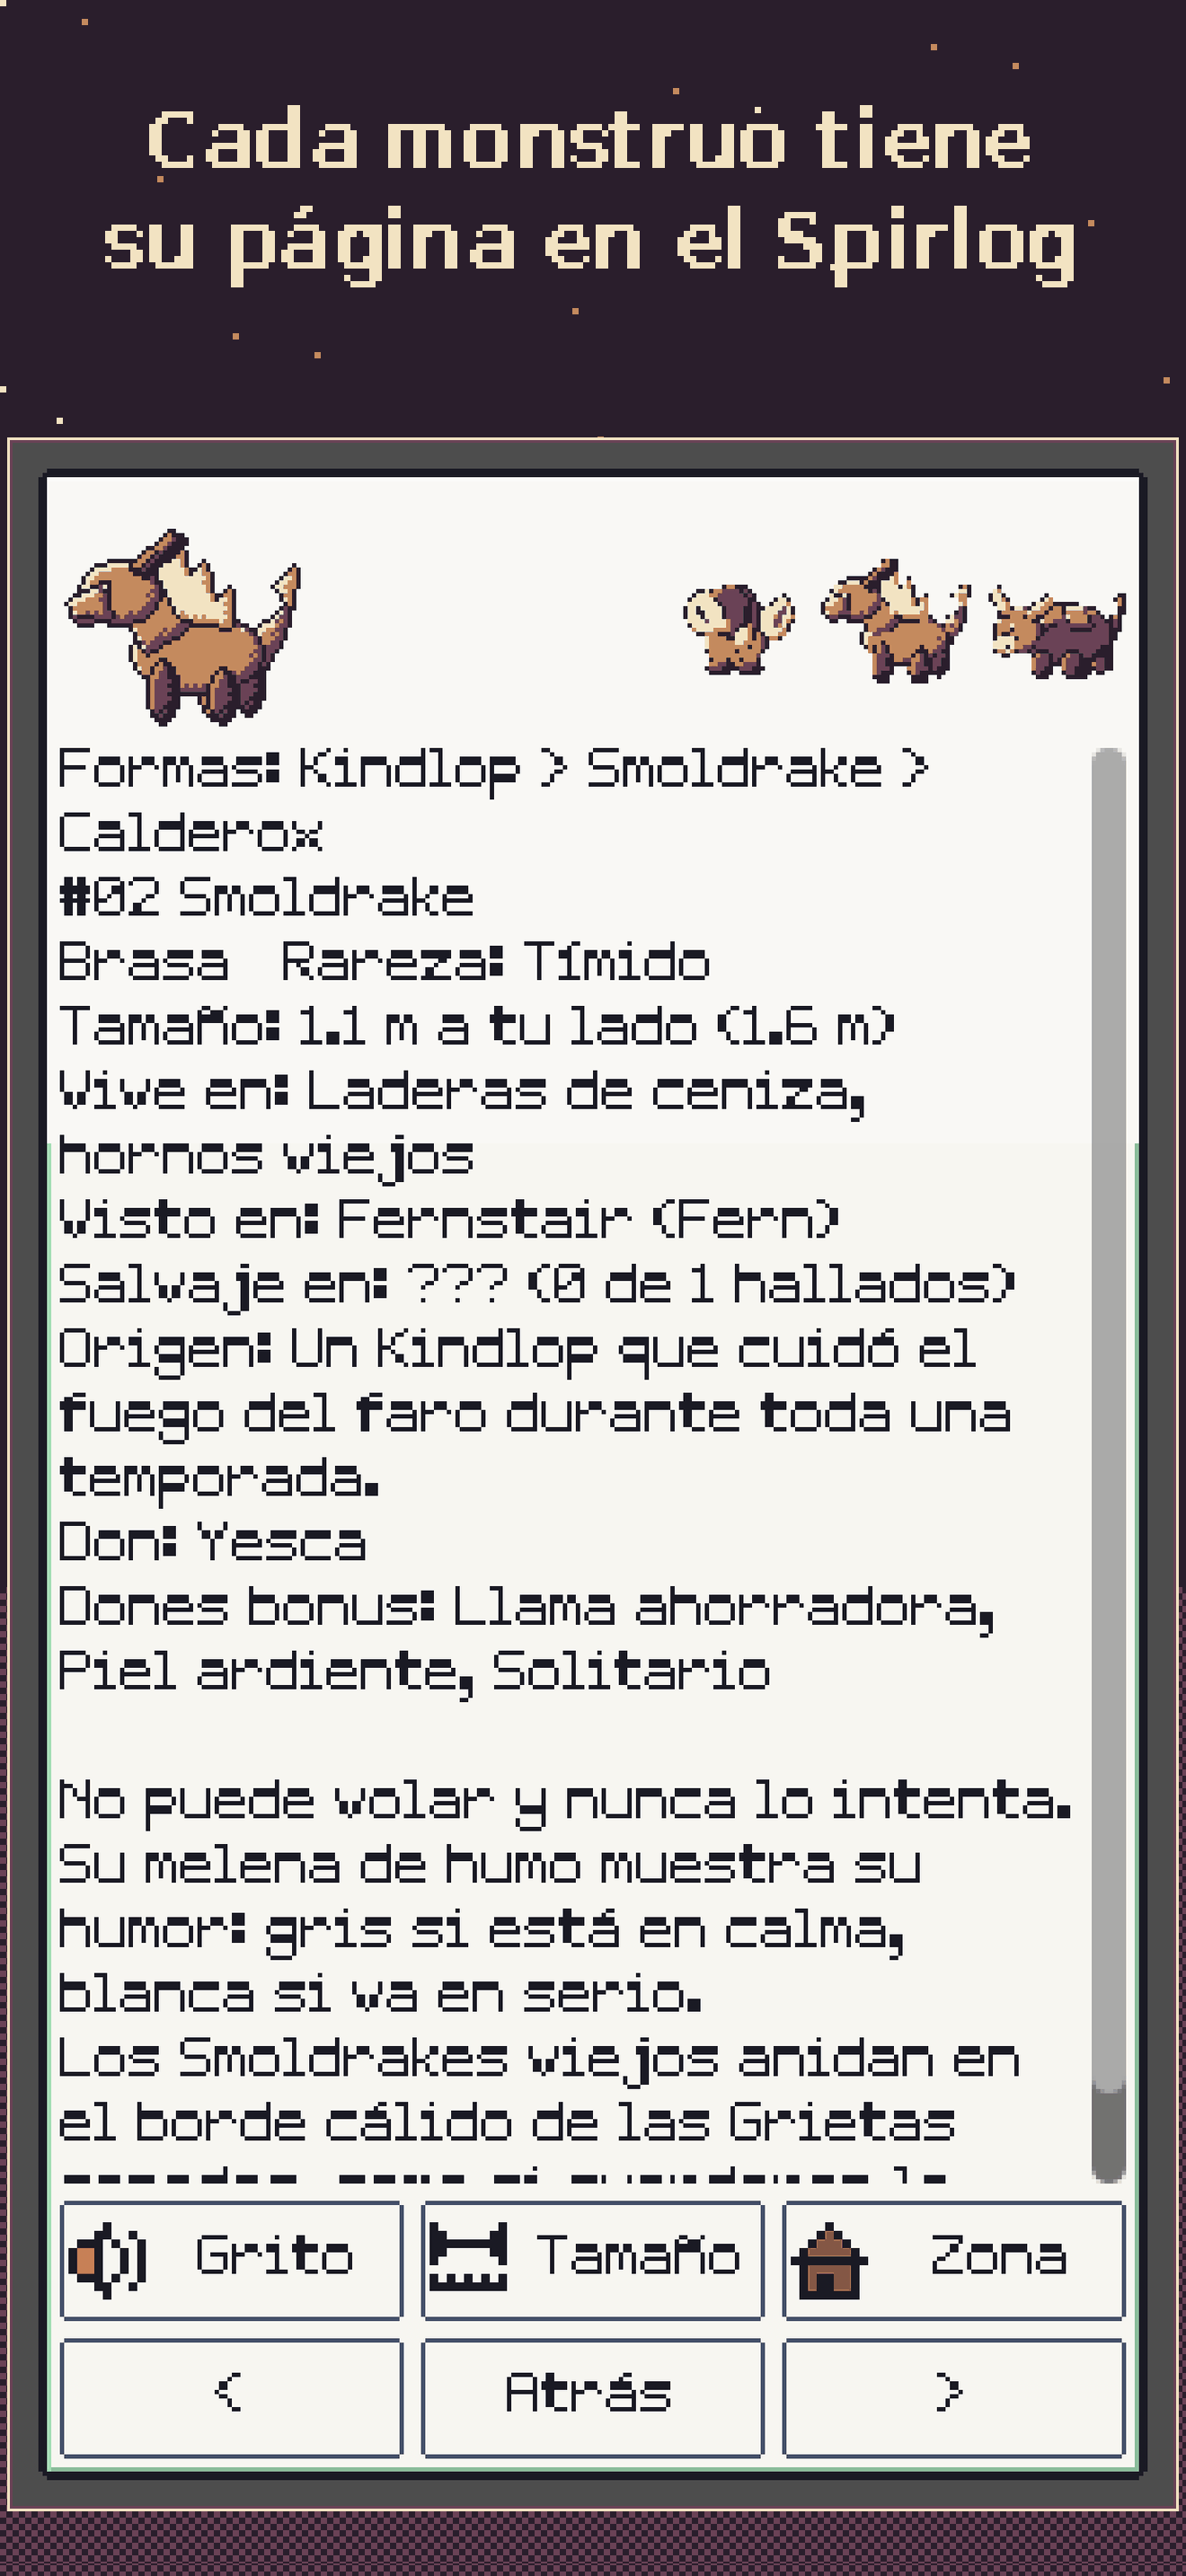 Cada monstruo tiene
su página en el Spirlog
Formas: Kindlop > Smoldrake >
Calderox
#02 Smoldrake
Brasa Rareza: Tímido
Tamaño: 1.1 m a tu lado (1.6 m)
Vive en: Laderas de ceniza,
hornos viejos
Visto en: Fernstair (Fern)
Salvaje en: ??? (0 de 1 hallados)
Origen: Un Kindlop que cuidó el
fuego del faro durante toda una
temporada.
Don: Yesca
Dones bonus: Llama ahorradora,
Piel ardiente, Solitario
No puede volar y nunca lo intenta.
Su melena de humo muestra su
humor: gris si está en calma,
blanca si va en serio.
Los Smoldrakes viejos anidan en
el borde cálido de las Grietas
Grito
Tamaño
Zona
<
Atrás
>